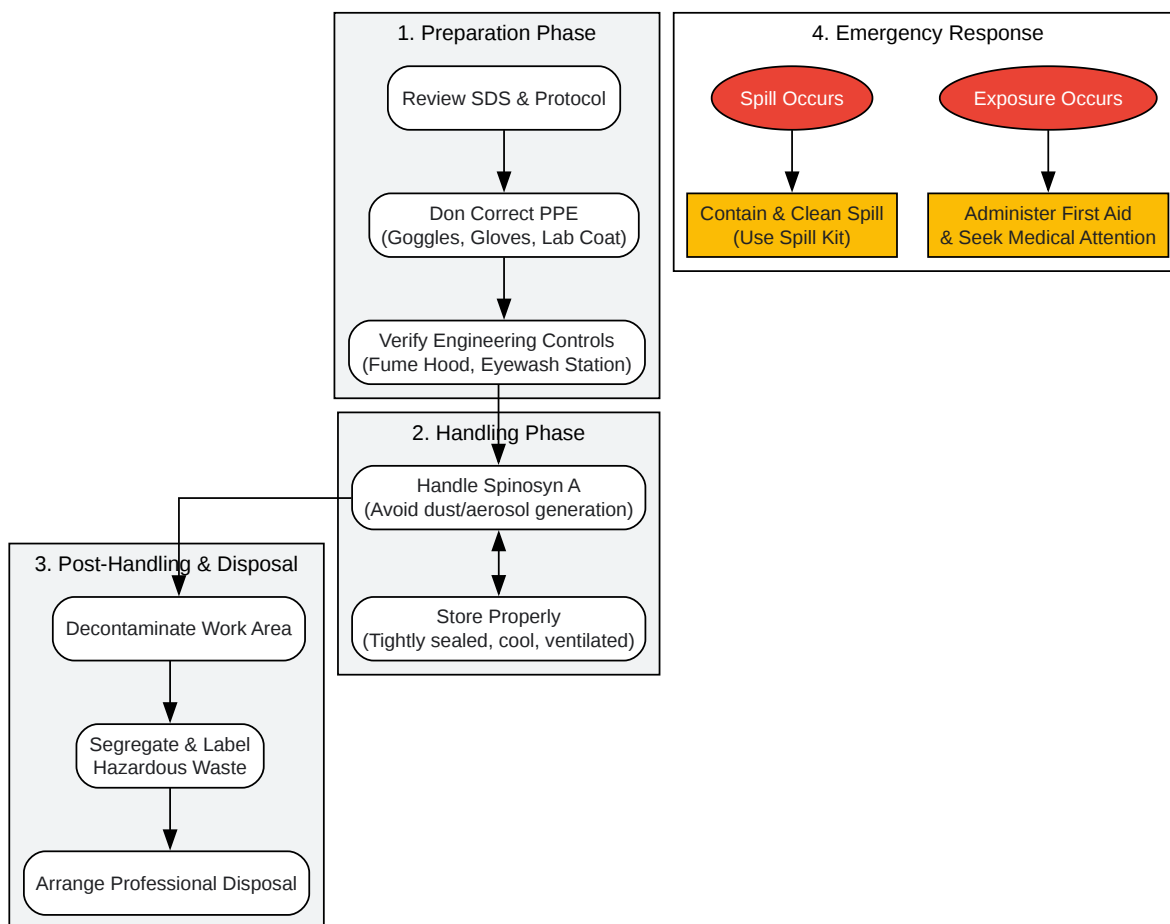 1. Preparation Phase
Review SDS & Protocol
Don Correct PPE
(Goggles, Gloves, Lab Coat)
Verify Engineering Controls
(Fume Hood, Eyewash Station)
4. Emergency Response
Spill Occurs
Exposure Occurs
Contain & Clean Spill
(Use Spill Kit)
Administer First Aid
& Seek Medical Attention
2. Handling Phase
Handle Spinosyn A
(Avoid dust/aerosol generation)
Store Properly
(Tightly sealed, cool, ventilated)
3. Post-Handling & Disposal
Decontaminate Work Area
Segregate & Label
Hazardous Waste
Arrange Professional Disposal